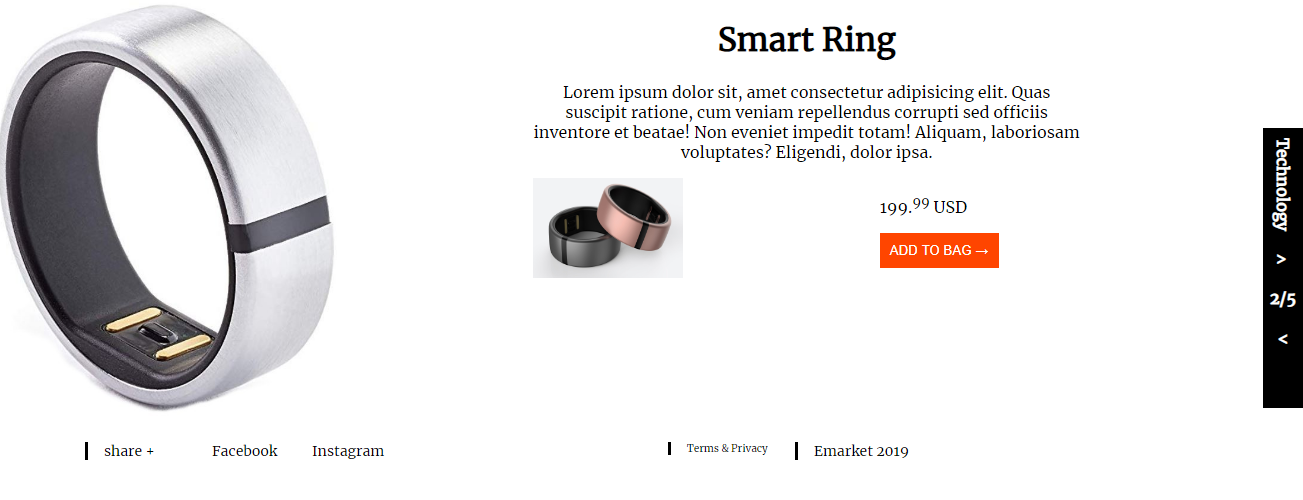 Smart Ring
Lorem ipsum dolor sit, amet consectetur adipisicing elit. Quas
suscipit ratione, cum veniam repellendus corrupti sed officiis
inventore et beatae! Non eveniet impedit totam! Aliquam, laboriosam
voluptates? Eligendi, dolor ipsa.
199.99 USD
ADD TO BAG →
Technology
>
2/5
<
share +
Facebook
Instagram
Terms & Privacy
Emarket 2019